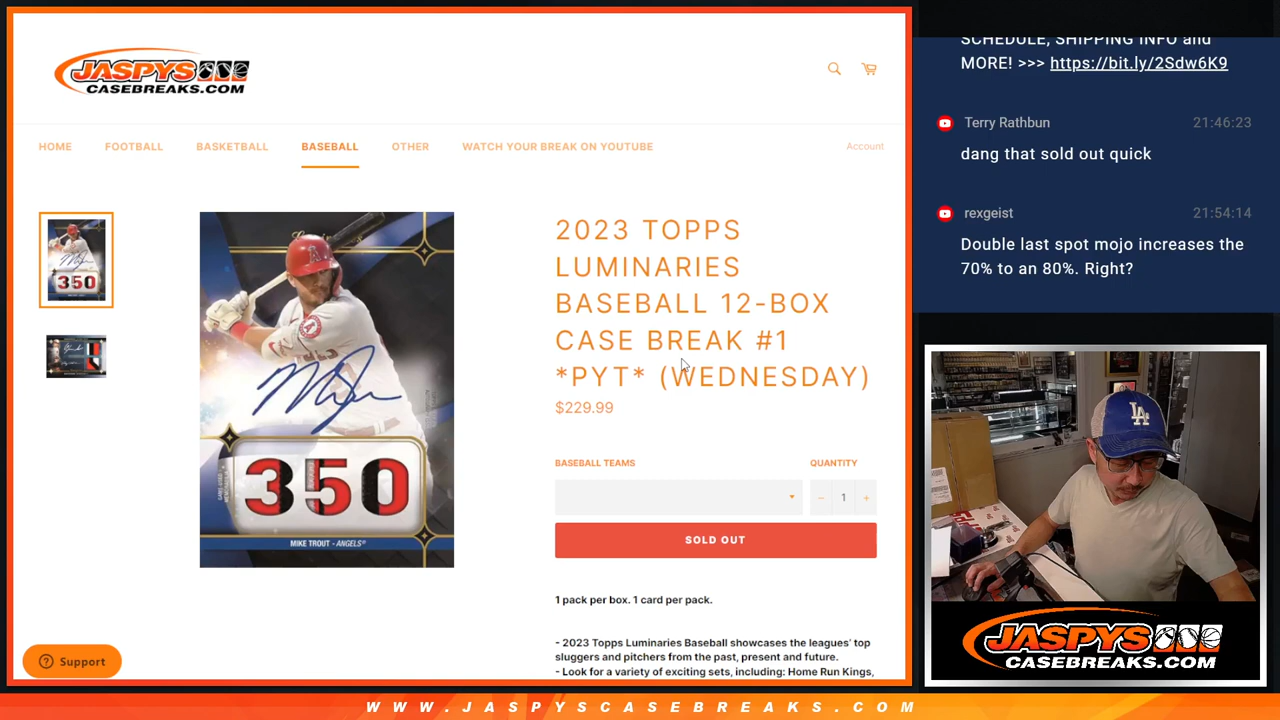 JASPYS
CASEBREAKS.COM
HOME FOOTBALL BASKETBALL BASEBALL OTHER WATCH YOUR BREAK ON YOUTUBE Account
350
MIKE TROUT - ANGELS®
2023 TOPPS
LUMINARIES
BASEBALL 12-BOX
CASE BREAK #1
*PYT* (WEDNESDAY)
$229.99
BASEBALL TEAMS QUANTITY
− 1 +
SOLD OUT
1 pack per box. 1 card per pack.
- 2023 Topps Luminaries Baseball showcases the leagues' top
sluggers and pitchers from the past, present and future.
- Look for a variety of exciting sets, including: Home Run Kings,
350
Support
SCHEDULE, SHIPPING INFO and
MORE! >>> https://bit.ly/2Sdw6K9
Terry Rathbun 21:46:23
dang that sold out quick
rexgeist 21:54:14
Double last spot mojo increases the
70% to an 80%. Right?
LA
JASPYS
CASEBREAKS.COM
WWW.JASPYSCASEBREAKS.COM